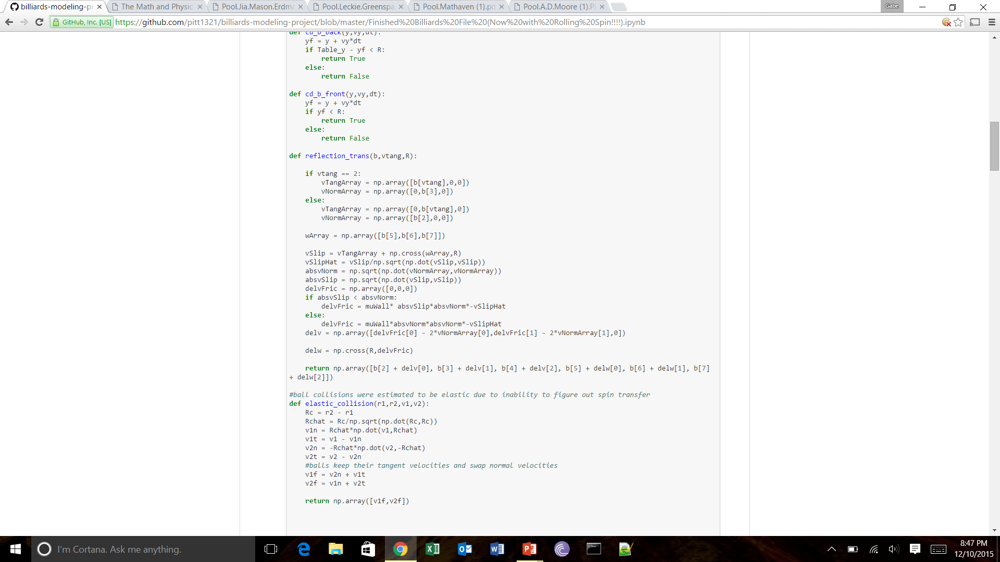 billiards-modeling-pr
The Math and Physic
Pool.Jia.Mason.Erdma
Pool.Leckie.Greenspa
Pool.Mathaven (1).pd
Pool.A.D.Moore (1).P
Gabe
GitHub, Inc. [US] https://github.com/pitt1321/billiards-modeling-project/blob/master/Finished%20Billiards%20File%20(Now%20with%20Rolling%20Spin!!!!).ipynb
def cd_b_back(y,vy,dt):
    yf = y + vy*dt
    if Table_y - yf < R:
        return True
    else:
        return False
def cd_b_front(y,vy,dt):
    yf = y + vy*dt
    if yf < R:
        return True
    else:
        return False
def reflection_trans(b,vtang,R):
    if vtang == 2:
        vTangArray = np.array([b[vtang],0,0])
        vNormArray = np.array([0,b[3],0])
    else:
        vTangArray = np.array([0,b[vtang],0])
        vNormArray = np.array([b[2],0,0])
    wArray = np.array([b[5],b[6],b[7]])
    vSlip = vTangArray + np.cross(wArray,R)
    vSlipHat = vSlip/np.sqrt(np.dot(vSlip,vSlip))
    absvNorm = np.sqrt(np.dot(vNormArray,vNormArray))
    absvSlip = np.sqrt(np.dot(vSlip,vSlip))
    delvFric = np.array([0,0,0])
    if absvSlip < absvNorm:
        delvFric = muWall* absvSlip*absvNorm*-vSlipHat
    else:
        delvFric = muWall*absvNorm*absvNorm*-vSlipHat
    delv = np.array([delvFric[0] - 2*vNormArray[0],delvFric[1] - 2*vNormArray[1],0])
    delw = np.cross(R,delvFric)
    return np.array([b[2] + delv[0], b[3] + delv[1], b[4] + delv[2], b[5] + delw[0], b[6] + delw[1], b[7]
+ delw[2]])
#ball collisions were estimated to be elastic due to inability to figure out spin transfer
def elastic_collision(r1,r2,v1,v2):
    Rc = r2 - r1
    Rchat = Rc/np.sqrt(np.dot(Rc,Rc))
    v1n = Rchat*np.dot(v1,Rchat)
    v1t = v1 - v1n
    v2n = -Rchat*np.dot(v2,-Rchat)
    v2t = v2 - v2n
    #balls keep their tangent velocities and swap normal velocities
    v1f = v2n + v1t
    v2f = v1n + v2t
    return np.array([v1f,v2f])
I'm Cortana. Ask me anything.
8:47 PM
12/10/2015